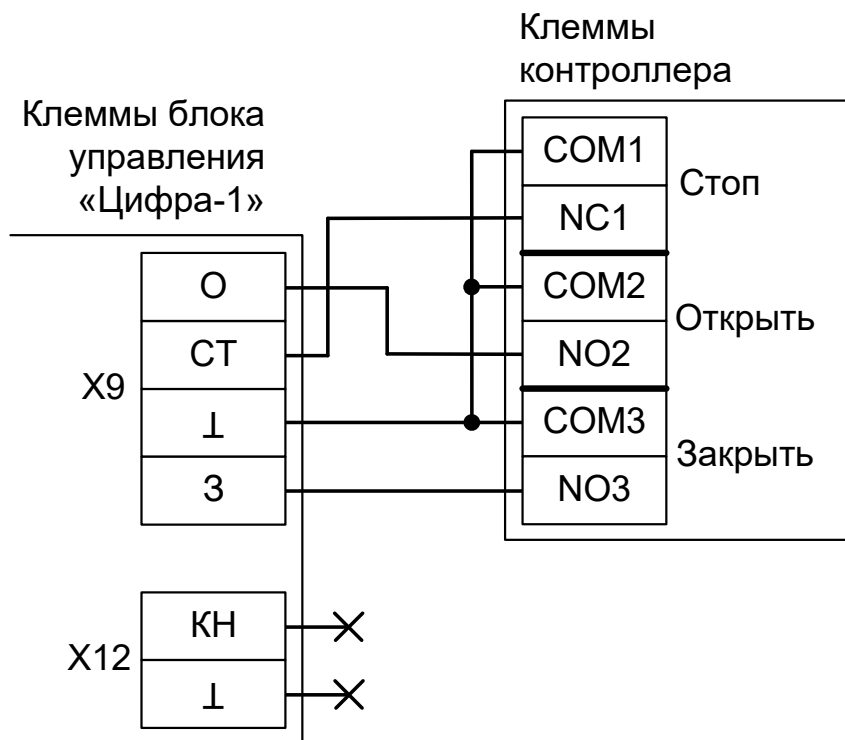 Клеммы
контроллера
Клеммы блока
управления
«Цифра-1»
COM1
Стоп
NC1
COM2
Открыть
NO2
COM3
Закрыть
NO3
X9
О
СТ
⊥
З
X12
КН
⊥